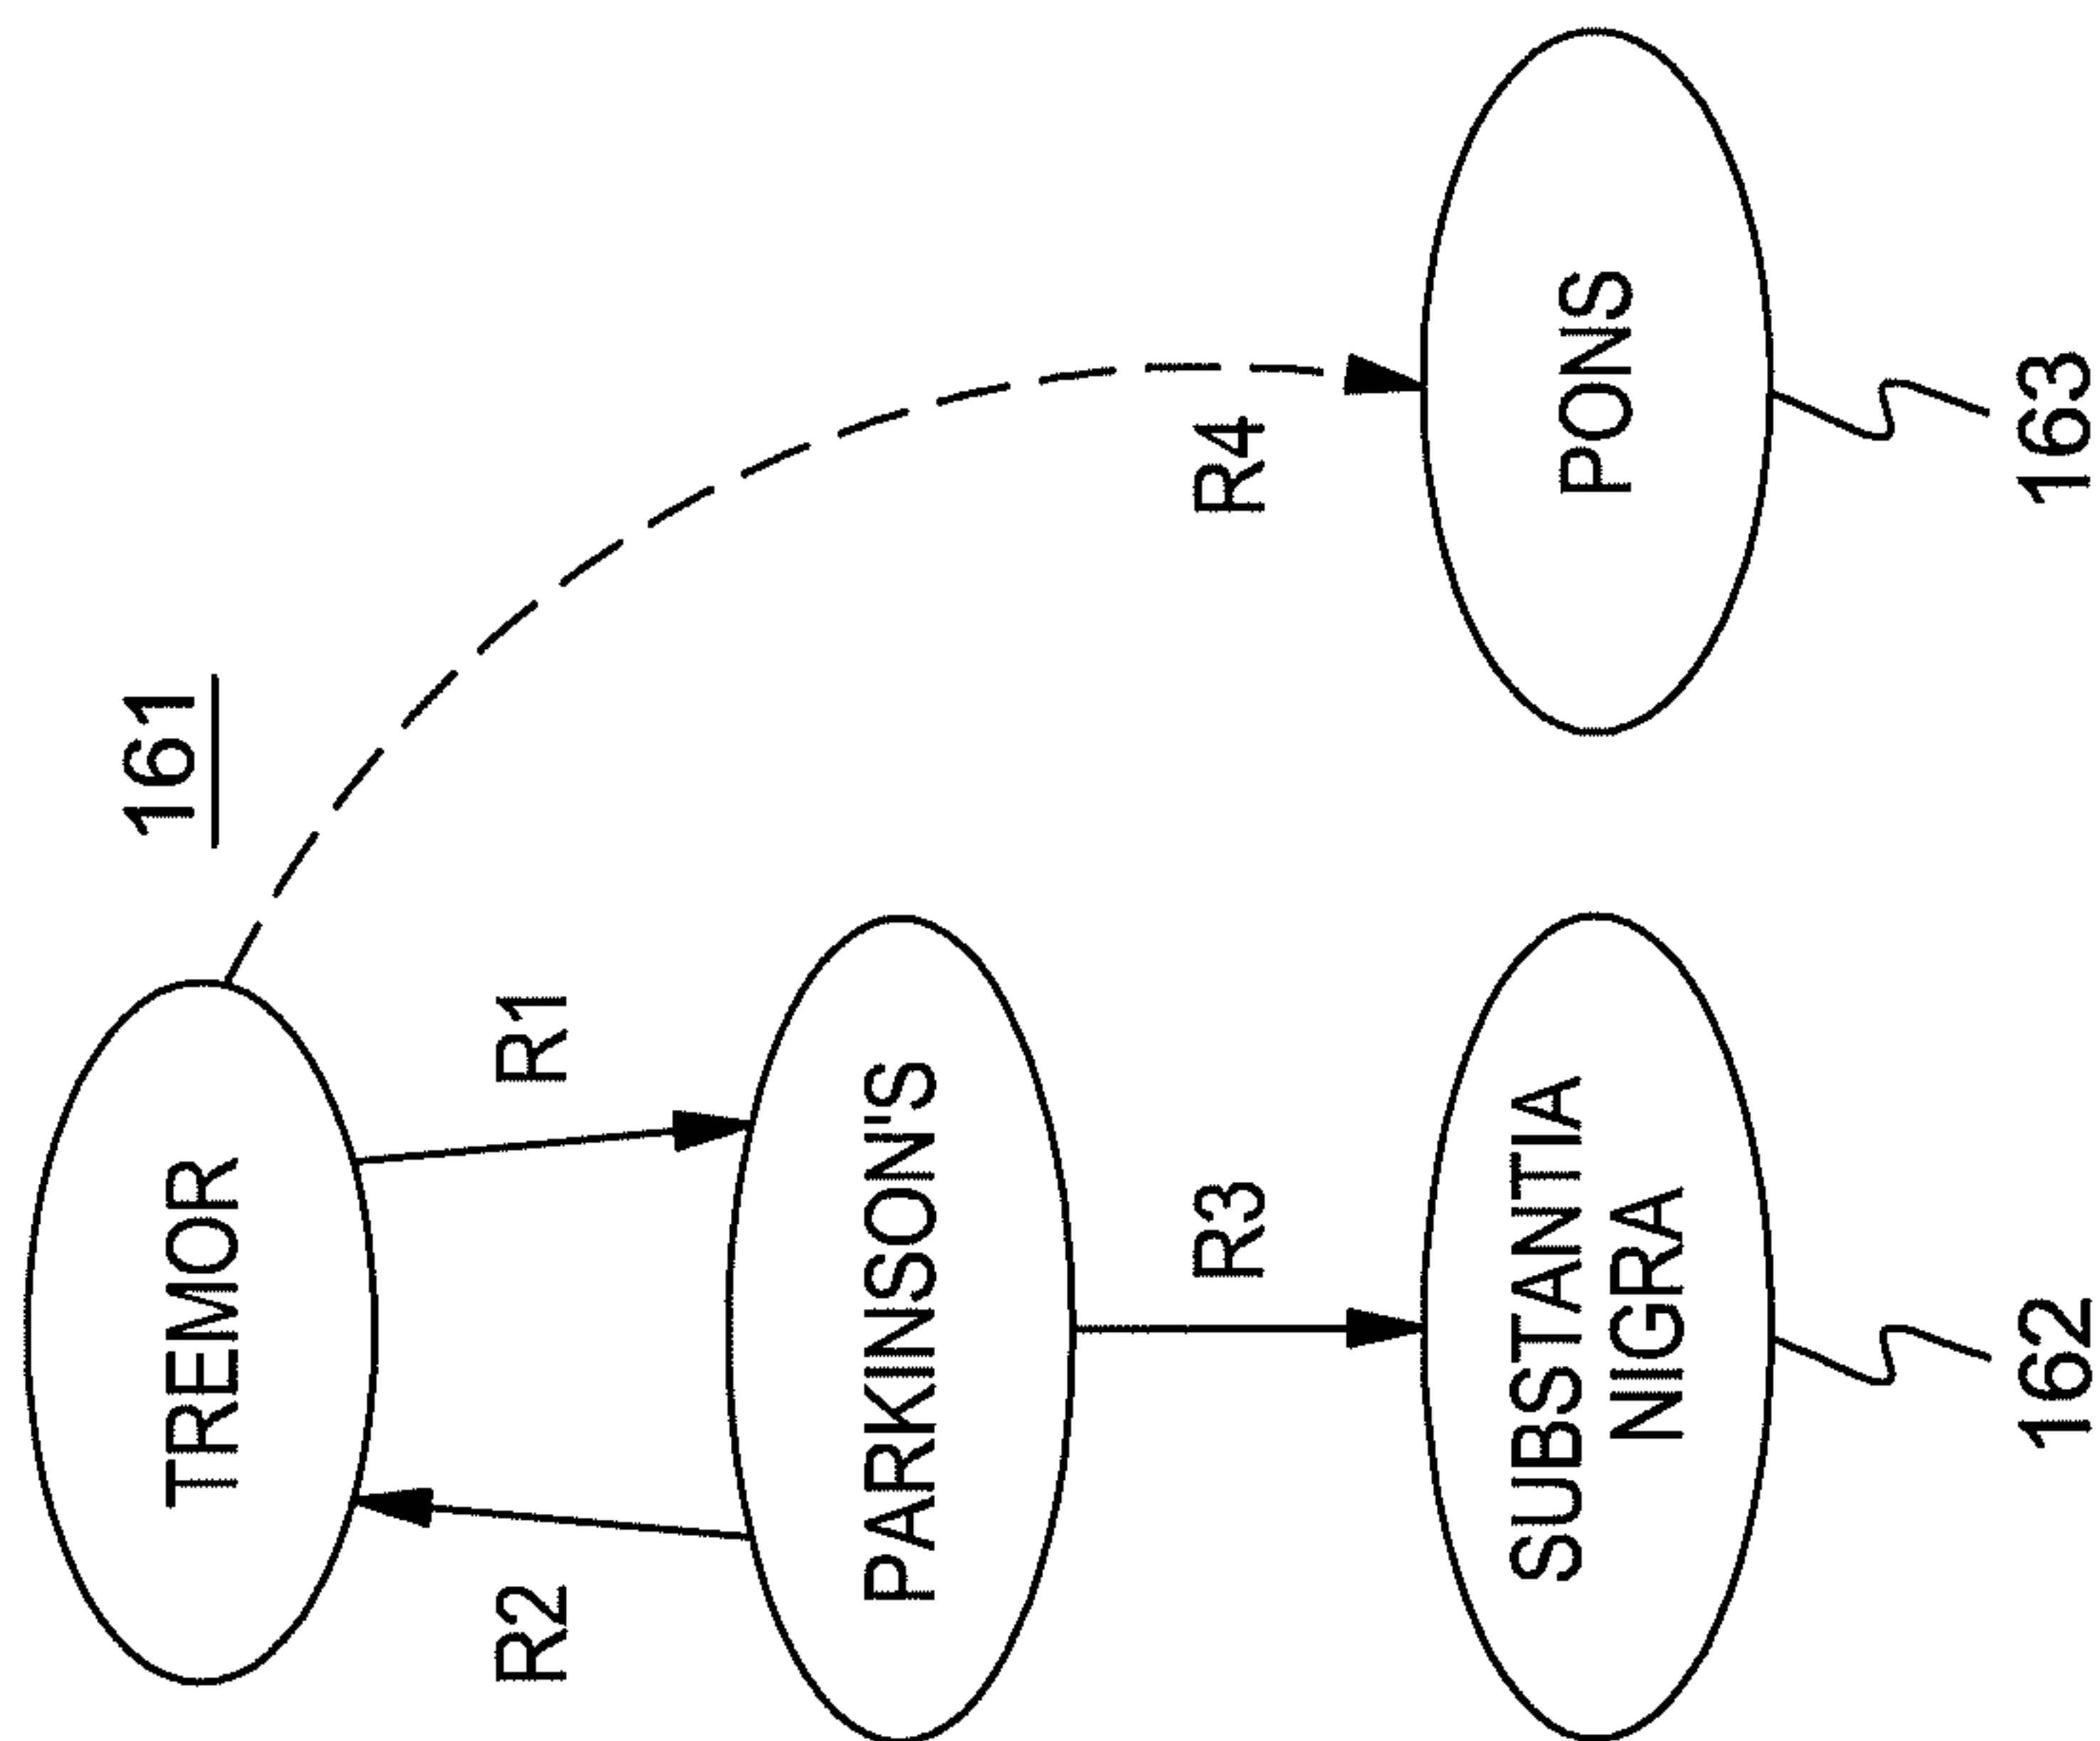 TREMOR
161
R2
R1
PARKINSON'S
R3
R4
SUBSTANTIA
NIGRA
PONS
162
163